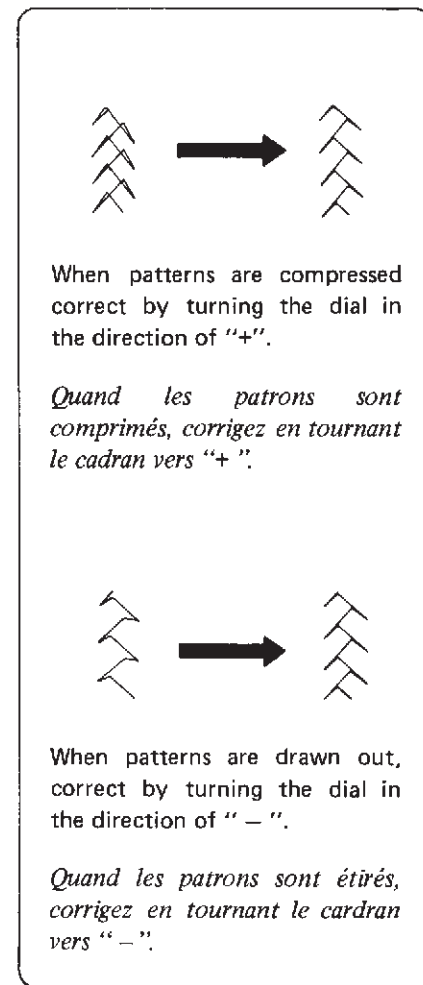 When patterns are compressed
correct by turning the dial in
the direction of “+”.
Quand les patrons sont
comprimés, corrigez en tournant
le cadran vers “+ ”.
When patterns are drawn out,
correct by turning the dial in
the direction of “ – ”.
Quand les patrons sont étirés,
corrigez en tournant le cardran
vers “ – ”.